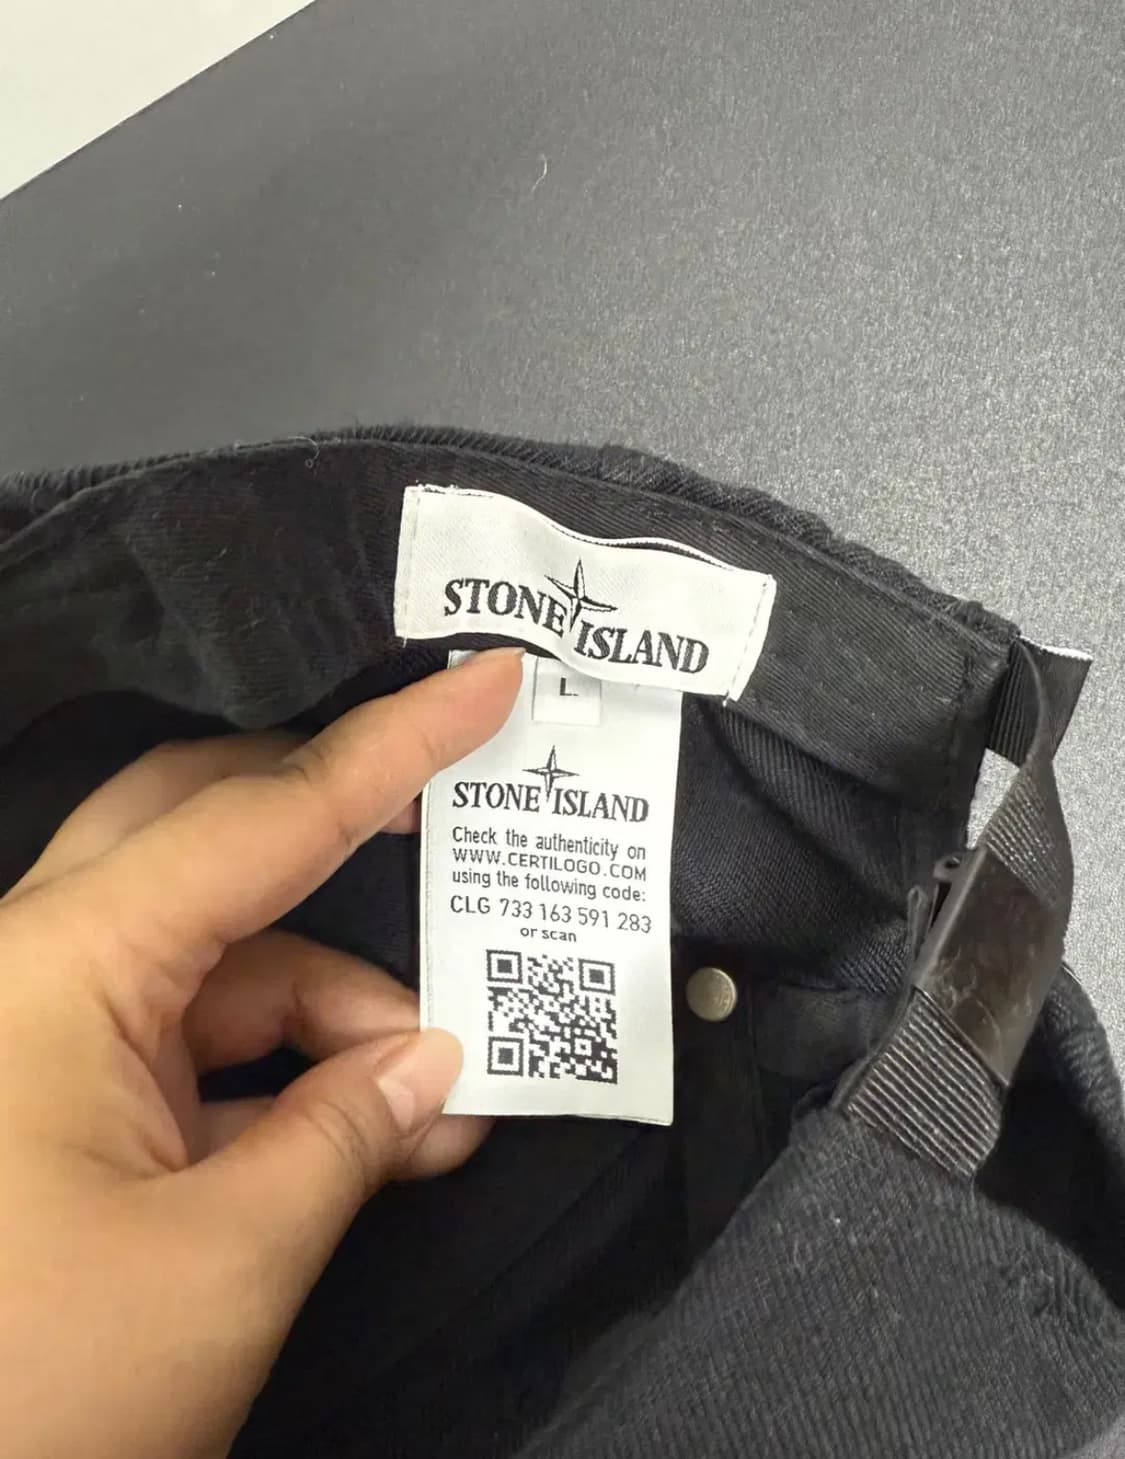 STONE ISLAND
L
STONE ISLAND
Check the authenticity on
WWW.CERTILOGO.COM
using the following code:
CLG 733 163 591 283
or scan